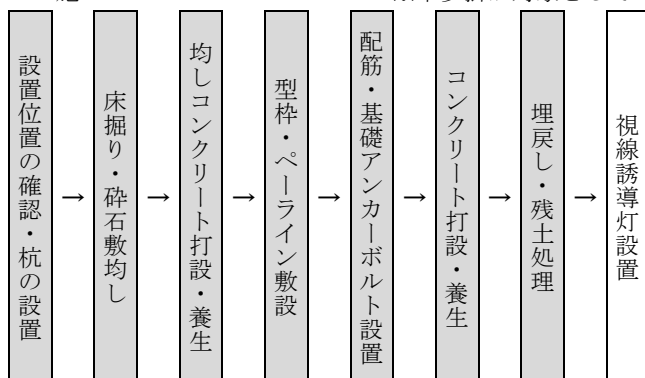 設置位置の確認・杭の設置
→
床掘り・砕石敷均し
→
均しコンクリート打設・養生
→
型枠・ペーライン敷設
→
配筋・基礎アンカーボルト設置
→
コンクリート打設・養生
→
埋戻し・残土処理
→
視線誘導灯設置